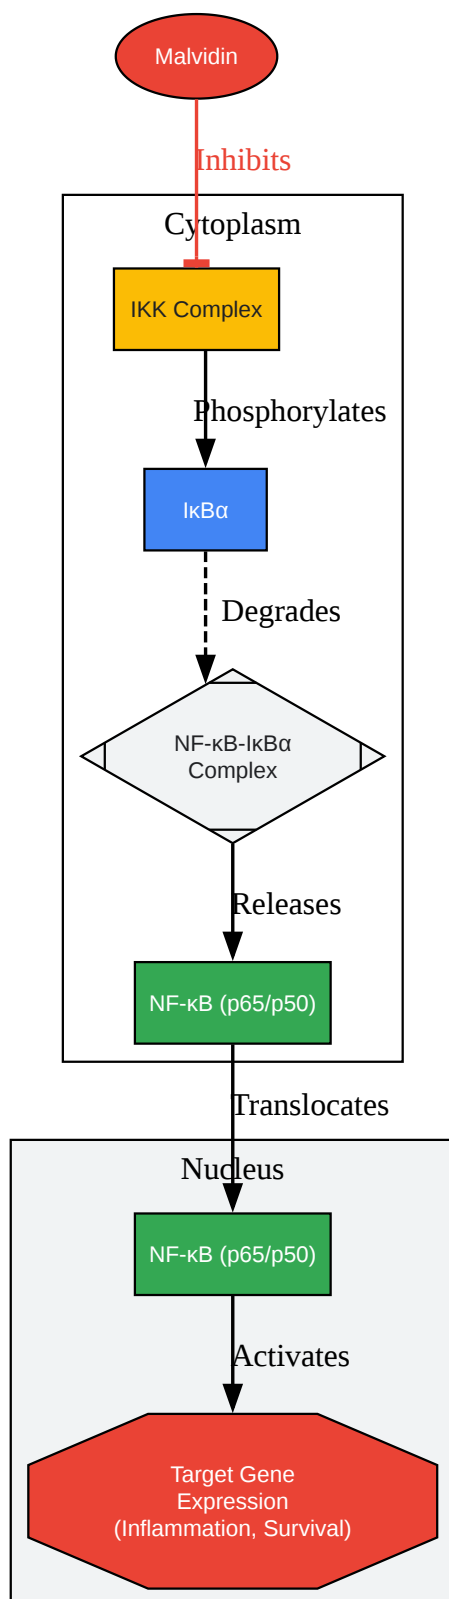 Malvidin
Inhibits
Cytoplasm
IKK Complex
Phosphorylates
IκBα
Degrades
NF-κB-IκBα
Complex
Releases
NF-κB (p65/p50)
Translocates
Nucleus
NF-κB (p65/p50)
Activates
Target Gene
Expression
(Inflammation, Survival)